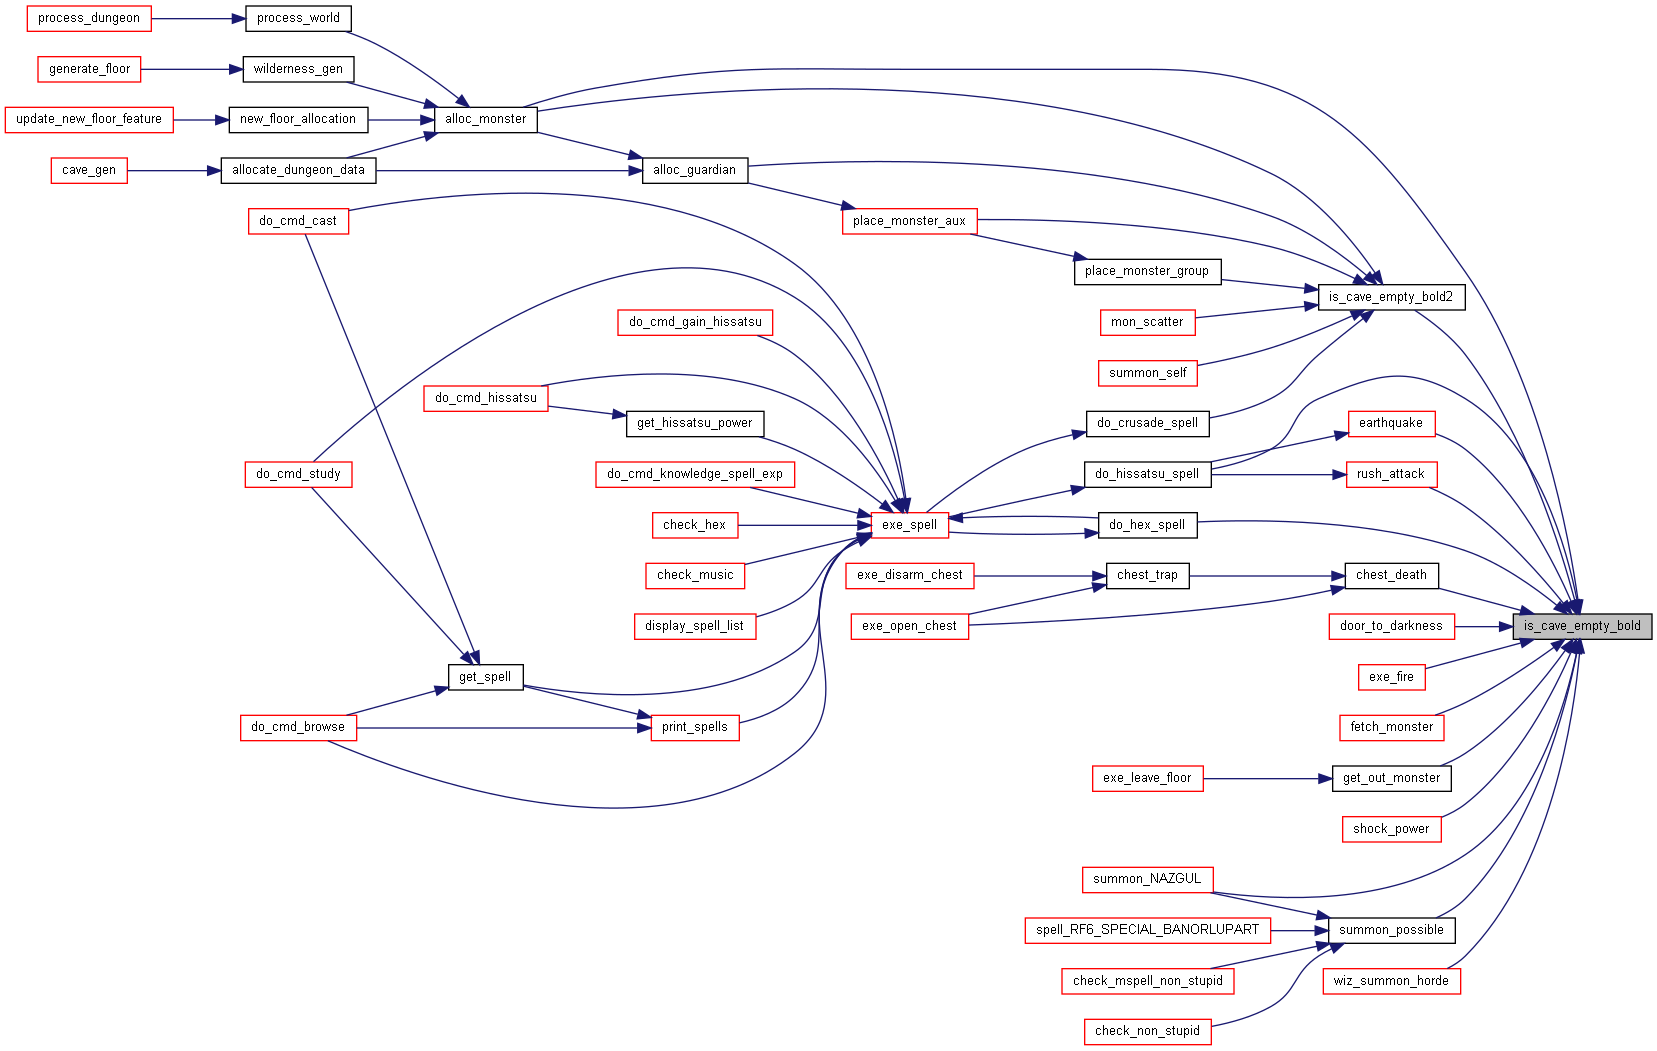 process_dungeon
process_world
generate_floor
wilderness_gen
update_new_floor_feature
new_floor_allocation
alloc_monster
cave_gen
allocate_dungeon_data
alloc_guardian
do_cmd_cast
place_monster_aux
place_monster_group
is_cave_empty_bold2
do_cmd_gain_hissatsu
mon_scatter
summon_self
do_cmd_hissatsu
get_hissatsu_power
do_crusade_spell
earthquake
do_cmd_study
do_cmd_knowledge_spell_exp
do_hissatsu_spell
rush_attack
check_hex
exe_spell
do_hex_spell
check_music
exe_disarm_chest
chest_trap
chest_death
display_spell_list
exe_open_chest
door_to_darkness
is_cave_empty_bold
get_spell
exe_fire
do_cmd_browse
print_spells
fetch_monster
exe_leave_floor
get_out_monster
shock_power
summon_NAZGUL
spell_RF6_SPECIAL_BANORLUPART
summon_possible
check_mspell_non_stupid
wiz_summon_horde
check_non_stupid